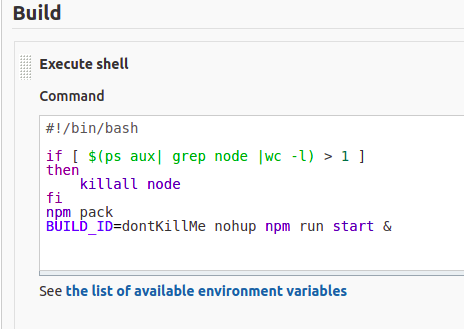 Build
Execute shell
Command
#!/bin/bash
if [ $(ps aux| grep node |wc -l) > 1 ]
then
    killall node
fi
npm pack
BUILD_ID=dontKillMe nohup npm run start &
See the list of available environment variables